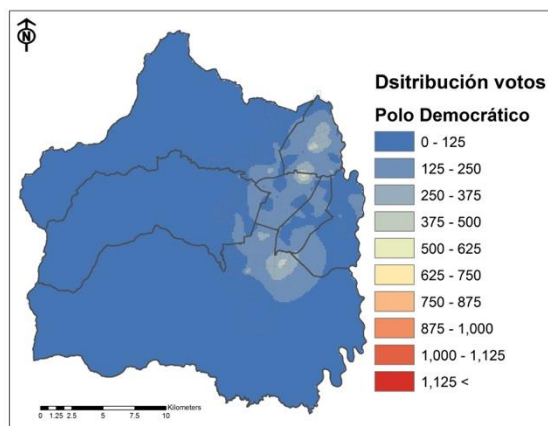 N
Dsitribución votos
Polo Democrático
0 - 125
125 - 250
250 - 375
375 - 500
500 - 625
625 - 750
750 - 875
875 - 1,000
1,000 - 1,125
1,125 <
Kilometers
0 1.25 2.5 5 7.5 10